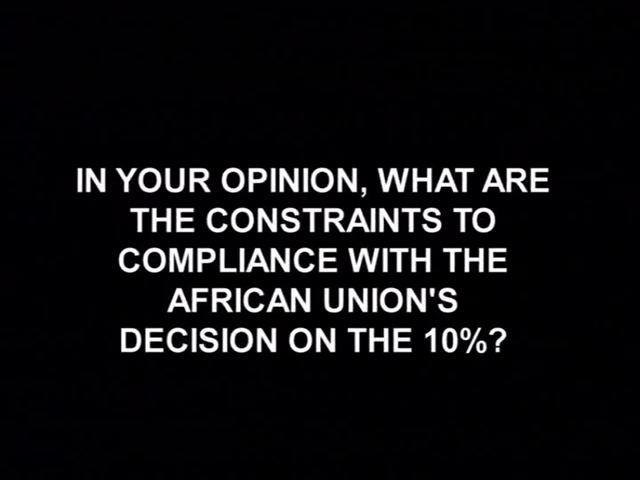 IN YOUR OPINION, WHAT ARE
THE CONSTRAINTS TO
COMPLIANCE WITH THE
AFRICAN UNION'S
DECISION ON THE 10%?